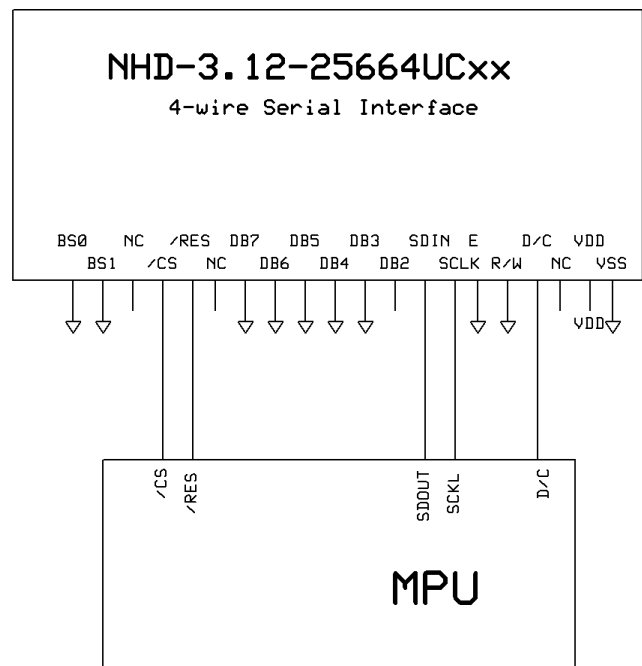 NHD-3.12-25664UCxx
4-wire Serial Interface
BS0 NC /RES DB7 DB5 DB3 SDIN E D/C VDD
BS1 /CS NC DB6 DB4 DB2 SCLK R/W NC VSS
VDD
/CS /RES SDOUT SCKL D/C
MPU